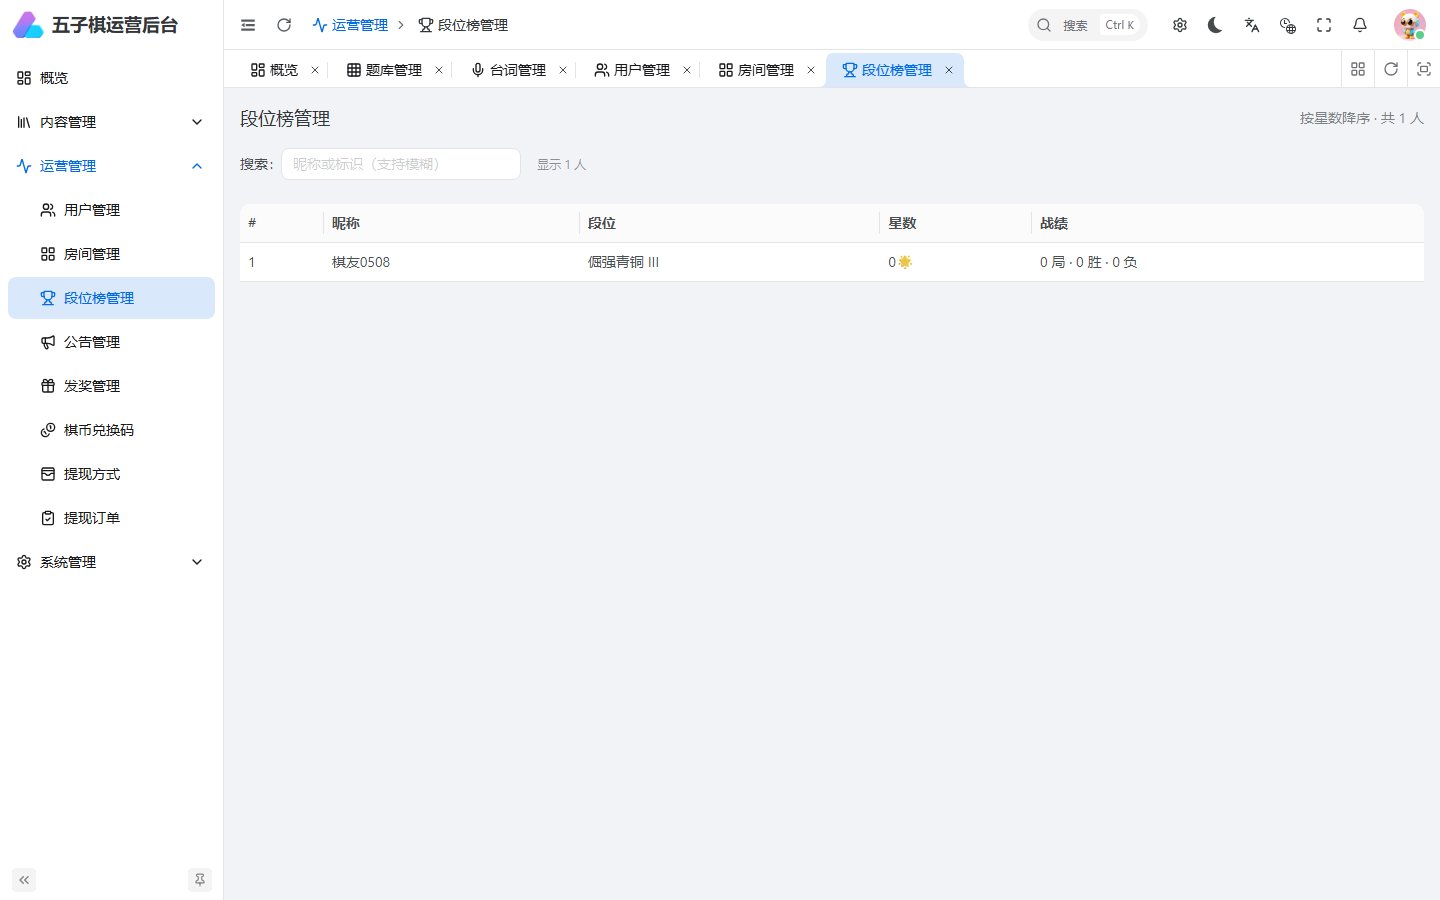 五子棋运营后台
运营管理
段位榜管理
搜索
Ctrl K
概览
题库管理
台词管理
用户管理
房间管理
段位榜管理
概览
内容管理
运营管理
用户管理
房间管理
段位榜管理
公告管理
发奖管理
棋币兑换码
提现方式
提现订单
系统管理
段位榜管理
按星数降序 · 共 1 人
搜索：
昵称或标识（支持模糊）
显示 1 人
# 昵称 段位 星数 战绩
1 棋友0508 倔强青铜 III 0🌟 0 局 · 0 胜 · 0 负